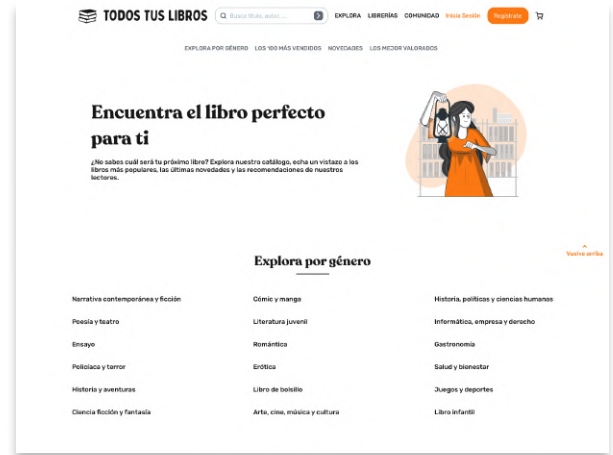 TODOS TUS LIBROS
Busca título, autor, ...
EXPLORA LIBRERÍAS COMUNIDAD Inicia Sesión Regístrate
EXPLORA POR GÉNERO LOS 100 MÁS VENDIDOS NOVEDADES LOS MEJOR VALORADOS
Encuentra el libro perfecto
para ti
¿No sabes cuál será tu próximo libro? Explora nuestro catálogo, echa un vistazo a los
libros más populares, las últimas novedades y las recomendaciones de nuestros
lectores.
Vuelve arriba
Explora por género
Narrativa contemporánea y ficción
Cómic y manga
Historia, políticas y ciencias humanas
Poesía y teatro
Literatura juvenil
Informática, empresa y derecho
Ensayo
Romántica
Gastronomía
Policiaca y terror
Erótica
Salud y bienestar
Historia y aventuras
Libro de bolsillo
Juegos y deportes
Ciencia ficción y fantasía
Arte, cine, música y cultura
Libro infantil